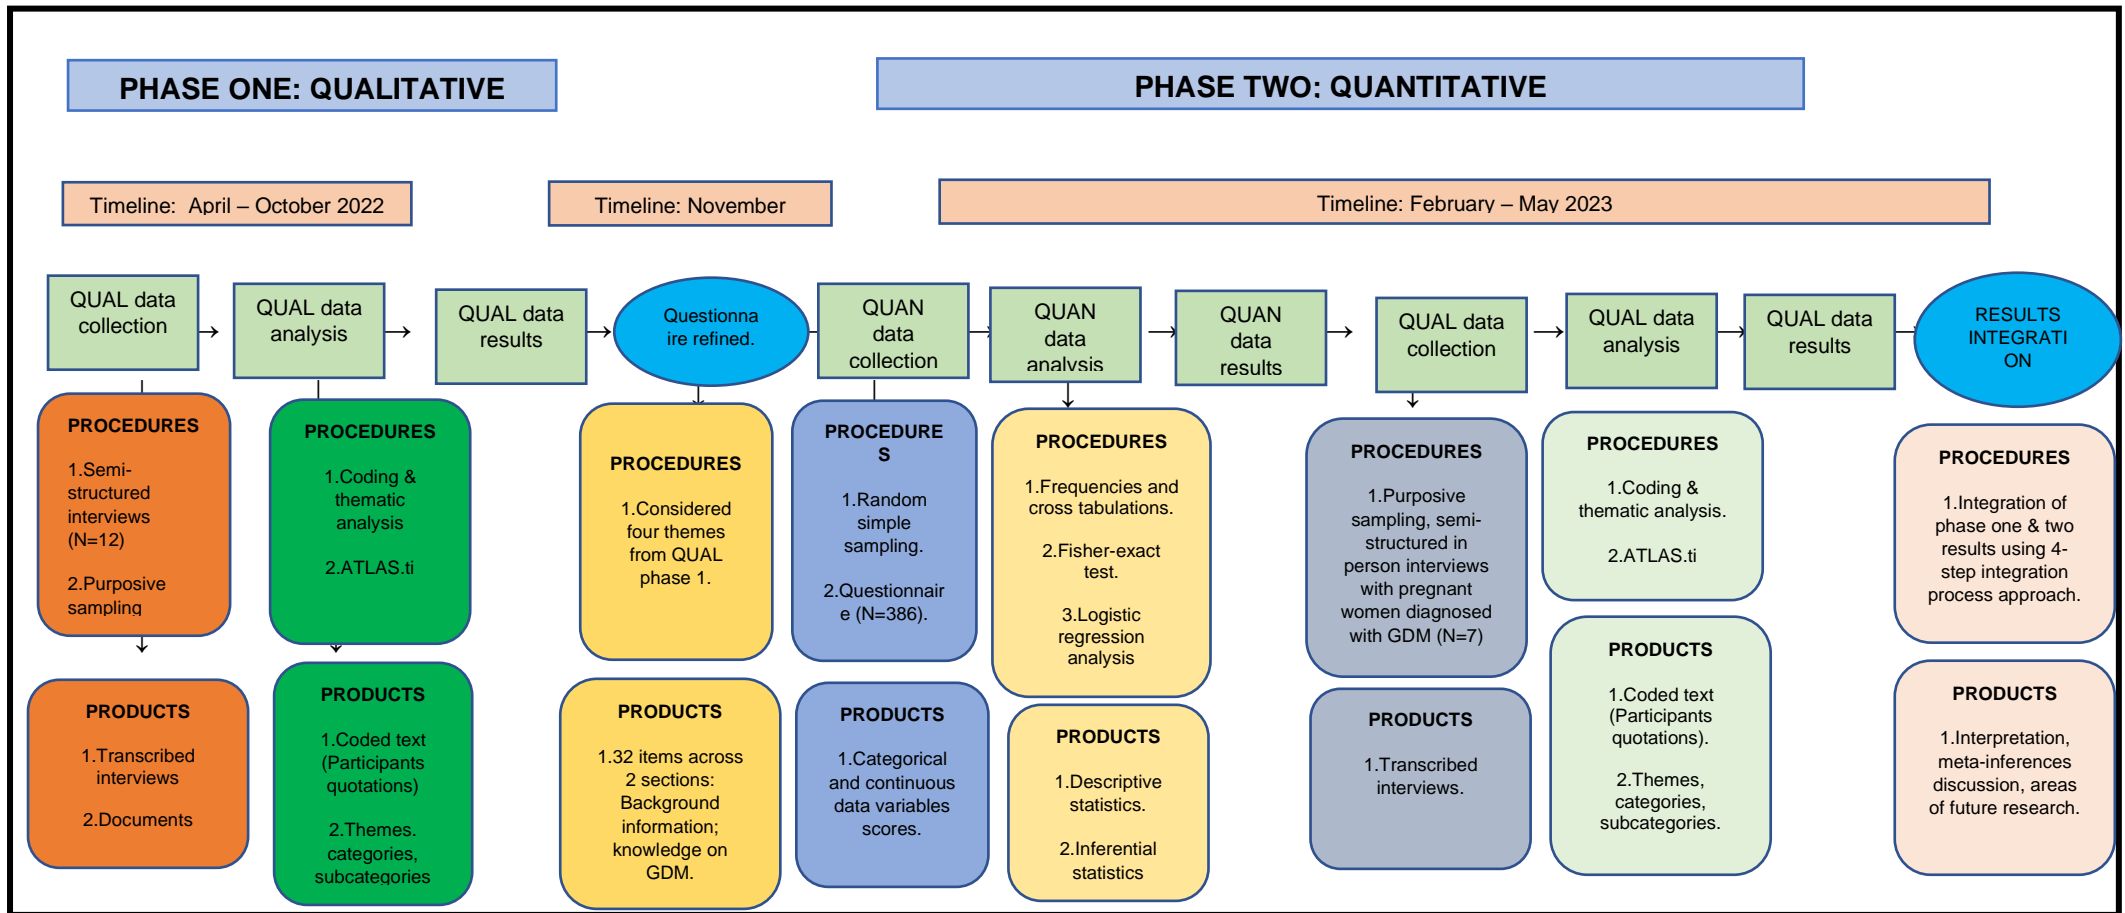 PHASE ONE: QUALITATIVE
PHASE TWO: QUANTITATIVE
Timeline:  April – October 2022
Timeline: November
Timeline: February – May 2023
QUAL data
collection
QUAL data
analysis
QUAL data
results
Questionna
ire refined.
QUAN
data
collection
QUAN
data
analysis
QUAN
data
results
QUAL data
collection
QUAL data
analysis
QUAL data
results
RESULTS
INTEGRATI
ON
PROCEDURES
1.Semi-
structured
interviews
(N=12)
2.Purposive
sampling
PROCEDURES
1.Coding &
thematic
analysis
2.ATLAS.ti
PROCEDURES
1.Considered
four themes
from QUAL
phase 1.
PROCEDURE
S
1.Random
simple
sampling.
2.Questionnair
e (N=386).
PROCEDURES
1.Frequencies and
cross tabulations.
2.Fisher-exact
test.
3.Logistic
regression
analysis
PROCEDURES
1.Purposive
sampling, semi-
structured in
person interviews
with pregnant
women diagnosed
with GDM (N=7)
PROCEDURES
1.Coding &
thematic analysis.
2.ATLAS.ti
PROCEDURES
1.Integration of
phase one & two
results using 4-
step integration
process approach.
PRODUCTS
1.Transcribed
interviews
2.Documents
PRODUCTS
1.Coded text
(Participants
quotations)
2.Themes.
categories,
subcategories
PRODUCTS
1.32 items across
2 sections:
Background
information;
knowledge on
GDM.
PRODUCTS
1.Categorical
and continuous
data variables
scores.
PRODUCTS
1.Descriptive
statistics.
2.Inferential
statistics
PRODUCTS
1.Transcribed
interviews.
PRODUCTS
1.Coded text
(Participants
quotations).
2.Themes,
categories,
subcategories.
PRODUCTS
1.Interpretation,
meta-inferences
discussion, areas
of future research.